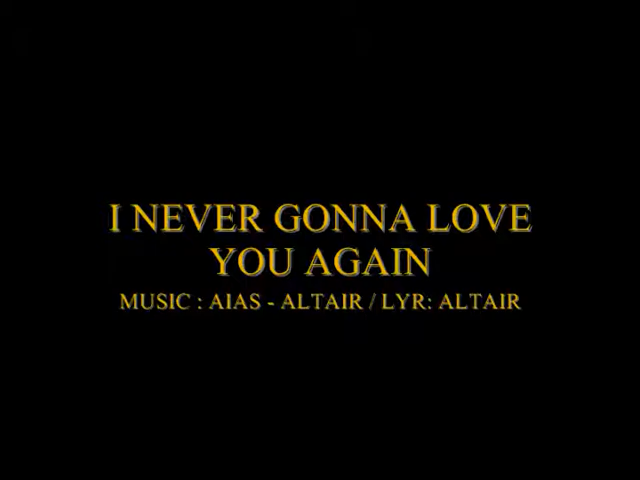 I NEVER GONNA LOVE
YOU AGAIN
MUSIC : AIAS - ALTAIR / LYR: ALTAIR